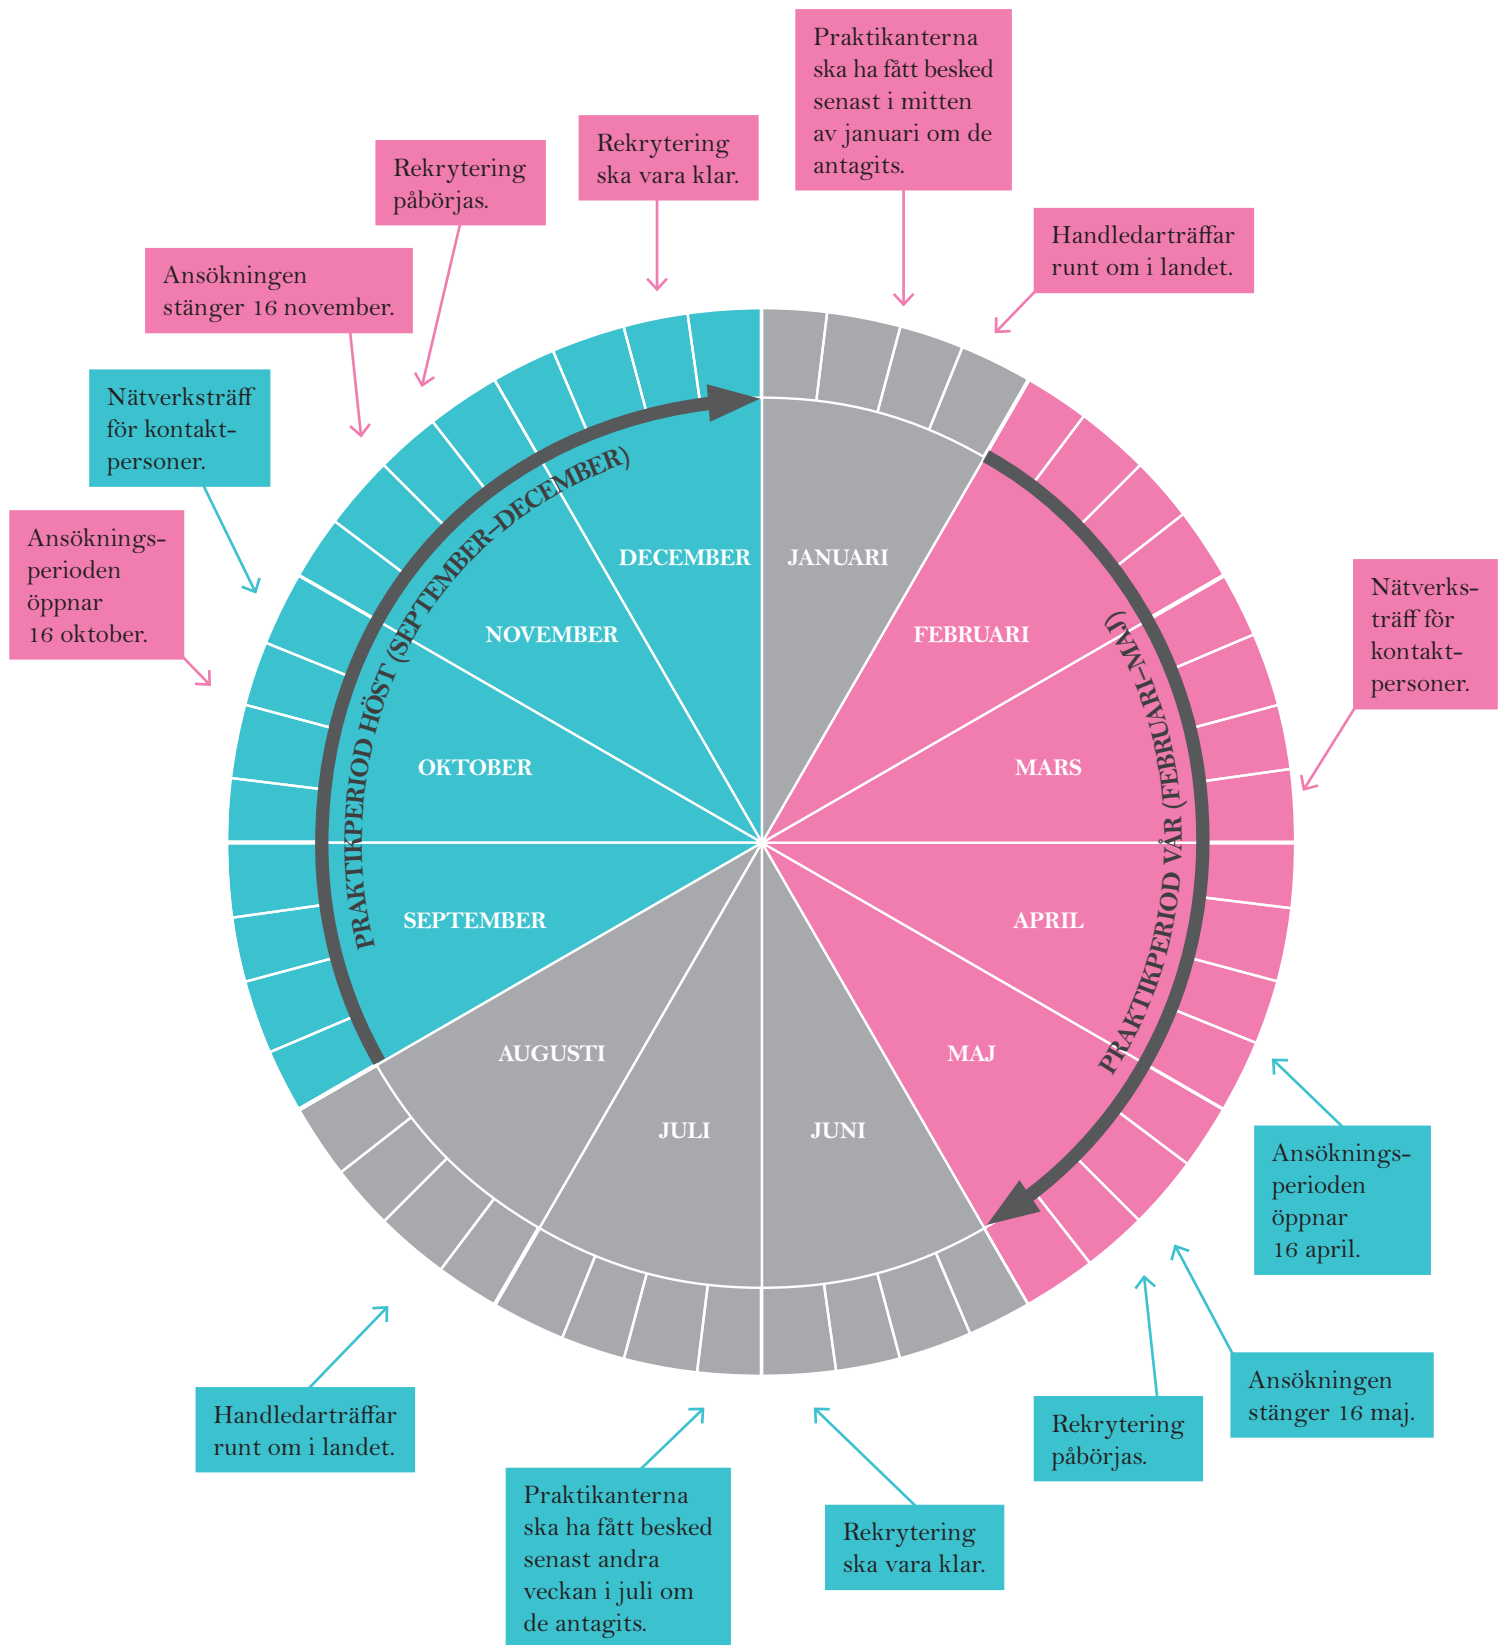 Praktikanterna
ska ha fått besked
senast i mitten
av januari om de
antagits.
Rekrytering
ska vara klar.
Rekrytering
påbörjas.
Handledarträffar
runt om i landet.
Ansökningen
stänger 16 november.
Nätverksträff
för kontakt-
personer.
Ansöknings-
perioden
öppnar
16 oktober.
Nätverks-
träff för
kontakt-
personer.
PRAKTIKPERIOD HÖST (SEPTEMBER–DECEMBER)
PRAKTIKPERIOD VÅR (FEBRUARI–MAJ)
DECEMBER
JANUARI
NOVEMBER
FEBRUARI
OKTOBER
MARS
SEPTEMBER
APRIL
AUGUSTI
MAJ
JULI
JUNI
Ansöknings-
perioden
öppnar
16 april.
Ansökningen
stänger 16 maj.
Rekrytering
påbörjas.
Handledarträffar
runt om i landet.
Praktikanterna
ska ha fått besked
senast andra
veckan i juli om
de antagits.
Rekrytering
ska vara klar.